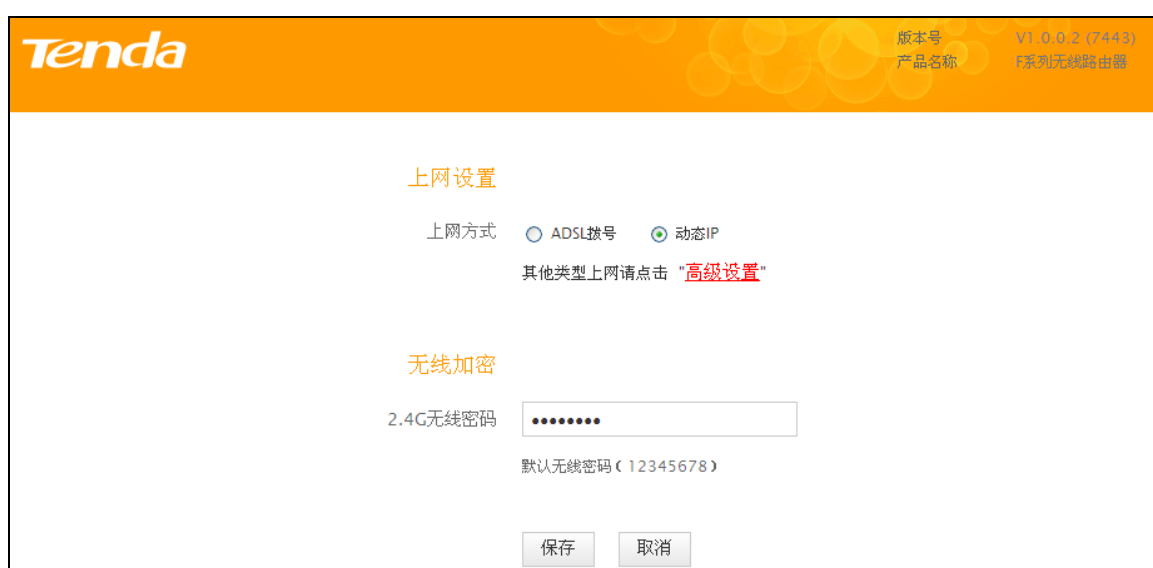 Tenda
版本号 V1.0.0.2 (7443)
产品名称 F系列无线路由器
上网设置
上网方式 ADSL拨号 动态IP
其他类型上网请点击 "高级设置"
无线加密
2.4G无线密码 ••••••••
默认无线密码(12345678)
保存 取消